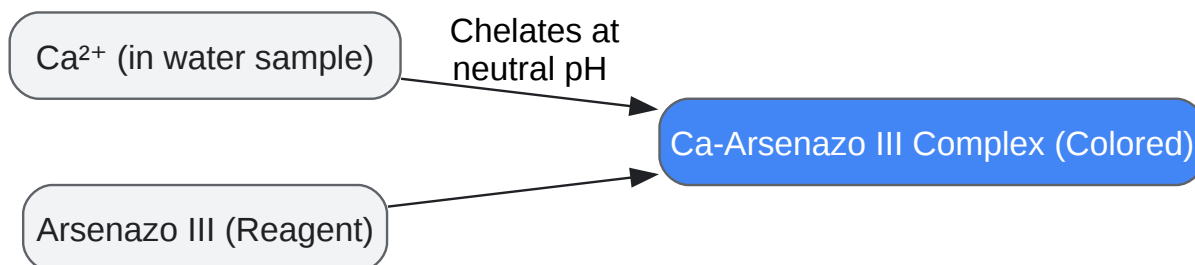 Ca²⁺ (in water sample)
Chelates at
neutral pH
Ca-Arsenazo III Complex (Colored)
Arsenazo III (Reagent)